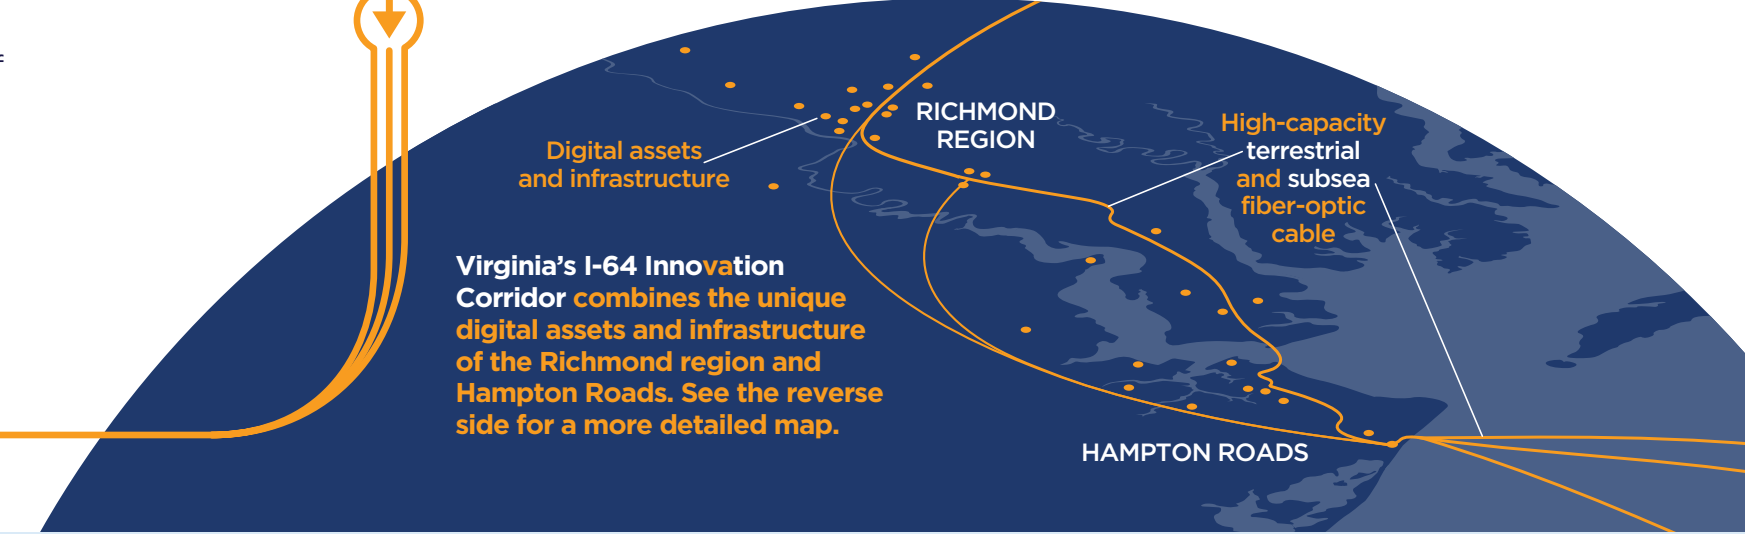 RICHMOND
REGION
High-capacity
terrestrial
and subsea
fiber-optic
cable
Digital assets
and infrastructure
Virginia’s I-64 Innovation
Corridor combines the unique
digital assets and infrastructure
of the Richmond region and
Hampton Roads. See the reverse
side for a more detailed map.
HAMPTON ROADS